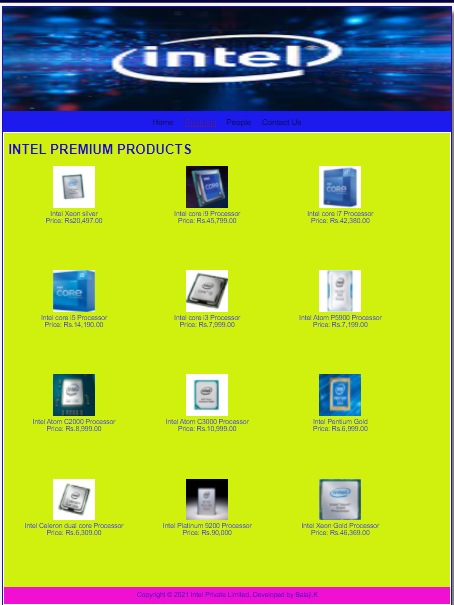 intel
Home People Contact Us
INTEL PREMIUM PRODUCTS
Intel Xeon silver
Price: Rs20,497.00
Intel core i9 Processor
Price: Rs.45,799.00
Intel core i7 Processor
Price: Rs.42,380.00
Intel core i5 Processor
Price: Rs.14,190.00
Intel core i3 Processor
Price: Rs.7,999.00
Intel Atom P5900 Processor
Price: Rs.7,199.00
Intel Atom C2000 Processor
Price: Rs.8,999.00
Intel Atom C3000 Processor
Price: Rs.10,999.00
Intel Pentium Gold
Price: Rs.6,999.00
Intel Celeron dual core Processor
Price: Rs.6,309.00
Intel Platinum 9200 Processor
Price: Rs.90,000
Intel Xeon Gold Processor
Price: Rs.46,369.00
Copyright © 2021 Intel Private Limited, Developed by Balaji.K